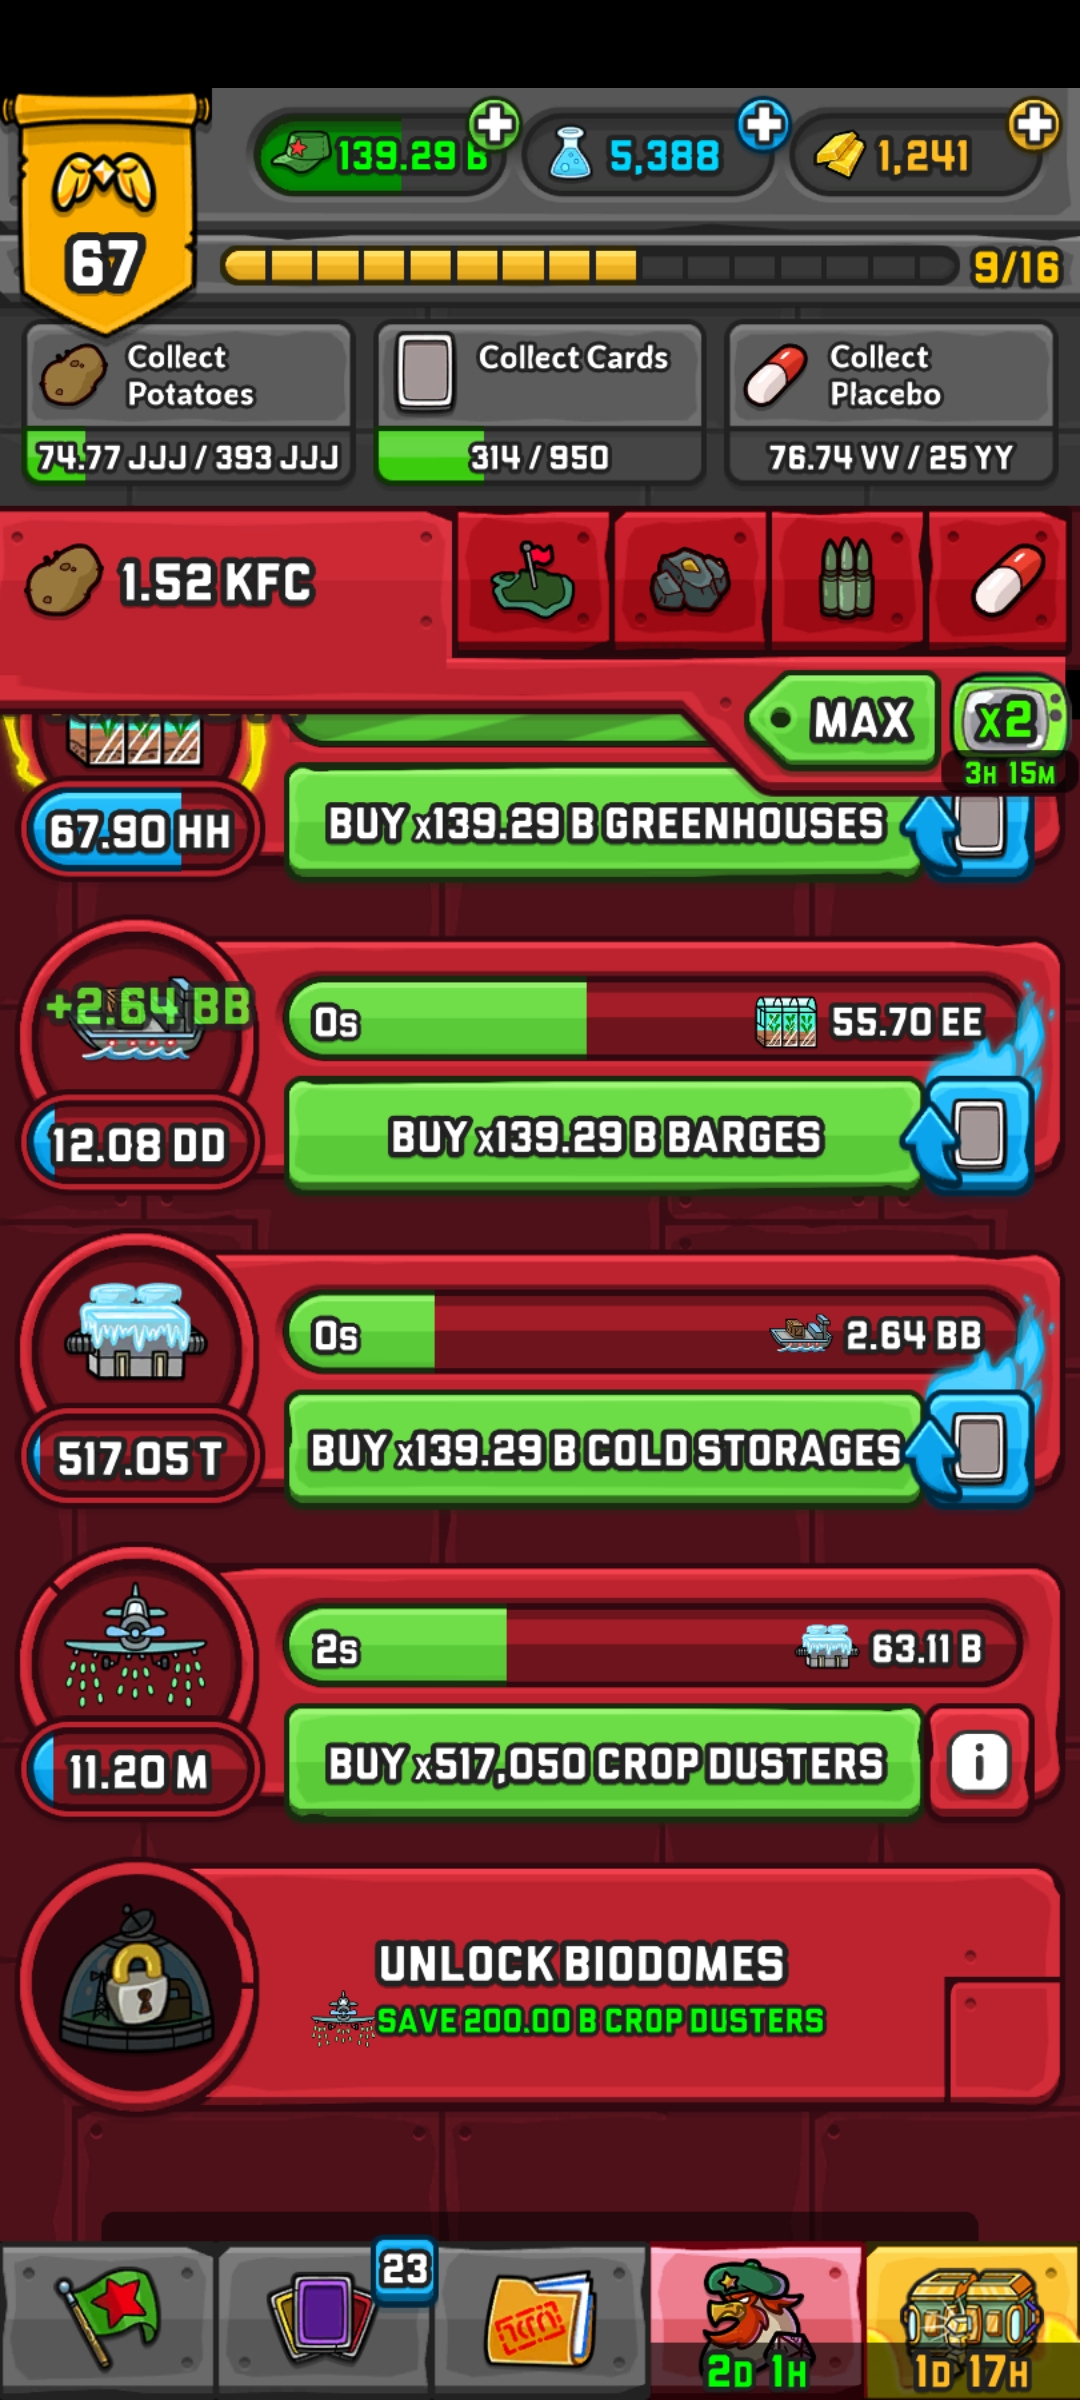 139.29 B
5,388
1,241
67
9/16
Collect
Potatoes
74.77 JJJ / 393 JJJ
Collect Cards
314 / 950
Collect
Placebo
76.74 VV / 25 YY
1.52 KFC
MAX
x2
3H 15M
67.90 HH
BUY x139.29 B GREENHOUSES
+2.64 BB
0s
55.70 EE
12.08 DD
BUY x139.29 B BARGES
0s
2.64 BB
517.05 T
BUY x139.29 B COLD STORAGES
2s
63.11 B
11.20 M
BUY x517,050 CROP DUSTERS
i
UNLOCK BIODOMES
SAVE 200.00 B CROP DUSTERS
23
2D 1H
1D 17H